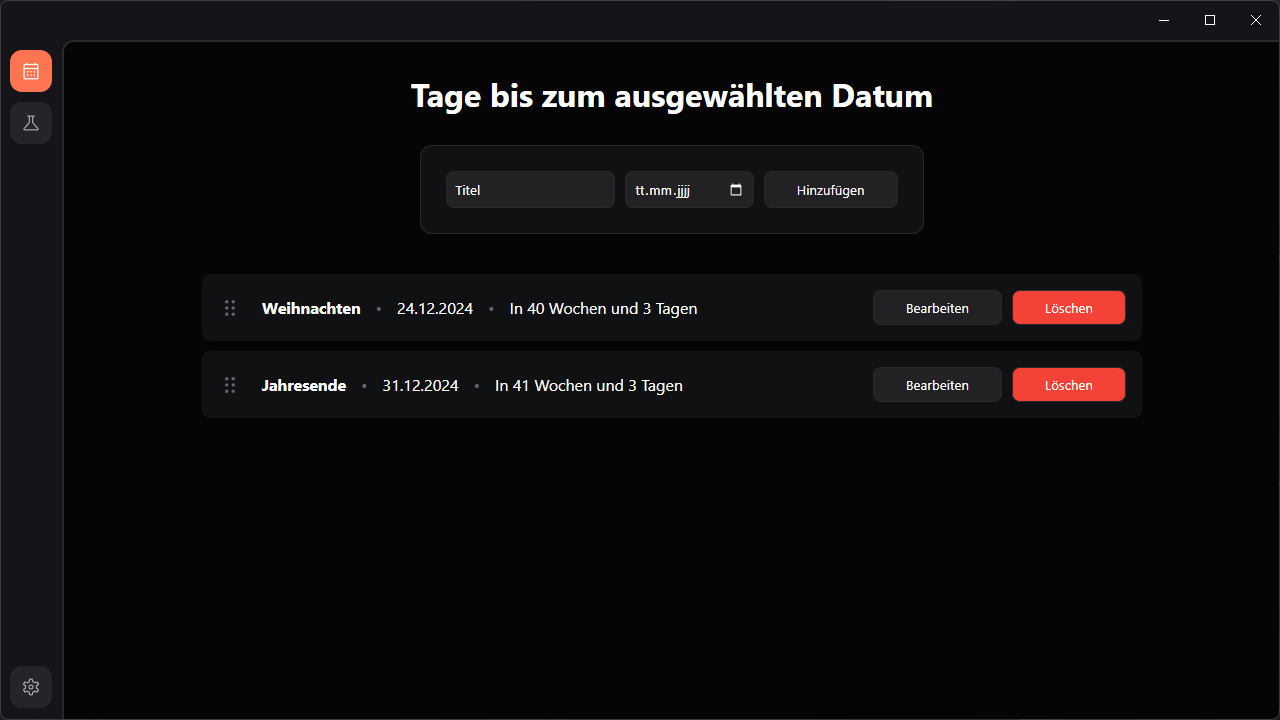 Tage bis zum ausgewählten Datum
Titel tt.mm.jjjj Hinzufügen
Weihnachten • 24.12.2024 • In 40 Wochen und 3 Tagen Bearbeiten Löschen
Jahresende • 31.12.2024 • In 41 Wochen und 3 Tagen Bearbeiten Löschen